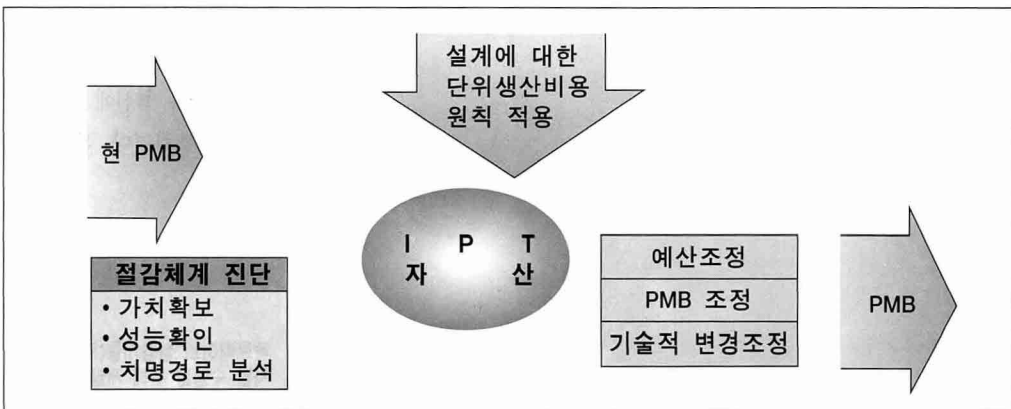 설계에 대한
단위생산비용
원칙 적용
현 PMB
I P T
자 산
절감체계 진단
• 가치확보
• 성능확인
• 치명경로 분석
예산조정
PMB 조정
기술적 변경조정
PMB